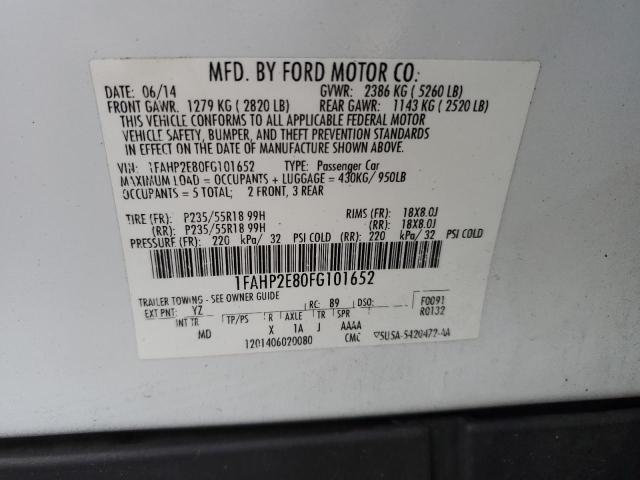 MFD. BY FORD MOTOR CO.
DATE: 06/14 GVWR: 2386 KG ( 5260 LB)
FRONT GAWR: 1279 KG ( 2820 LB) REAR GAWR: 1143 KG ( 2520 LB)
THIS VEHICLE CONFORMS TO ALL APPLICABLE FEDERAL MOTOR
VEHICLE SAFETY, BUMPER, AND THEFT PREVENTION STANDARDS
IN EFFECT ON THE DATE OF MANUFACTURE SHOWN ABOVE.
VIN: 1FAHP2E80FG101652 TYPE: Passenger Car
MAXIMUM LOAD = OCCUPANTS + LUGGAGE = 430KG/ 950LB
OCCUPANTS = 5 TOTAL; 2 FRONT, 3 REAR
TIRE (FR): P235/55R18 99H RIMS (FR): 18X8.0J
(RR): P235/55R18 99H (RR): 18X8.0J
PRESSURE (FR): 220 kPa/ 32 PSI COLD (RR): 220 kPa/ 32 PSI COLD
1FAHP2E80FG101652
TRAILER TOWING - SEE OWNER GUIDE
EXT PNT: YZ RC: 89 DSO: F0091
INT TR TP/PS R AXLE TR SPR R0132
MD X 1A J AAAA
1201406020080 CMC ▽5USA-5420472-AA